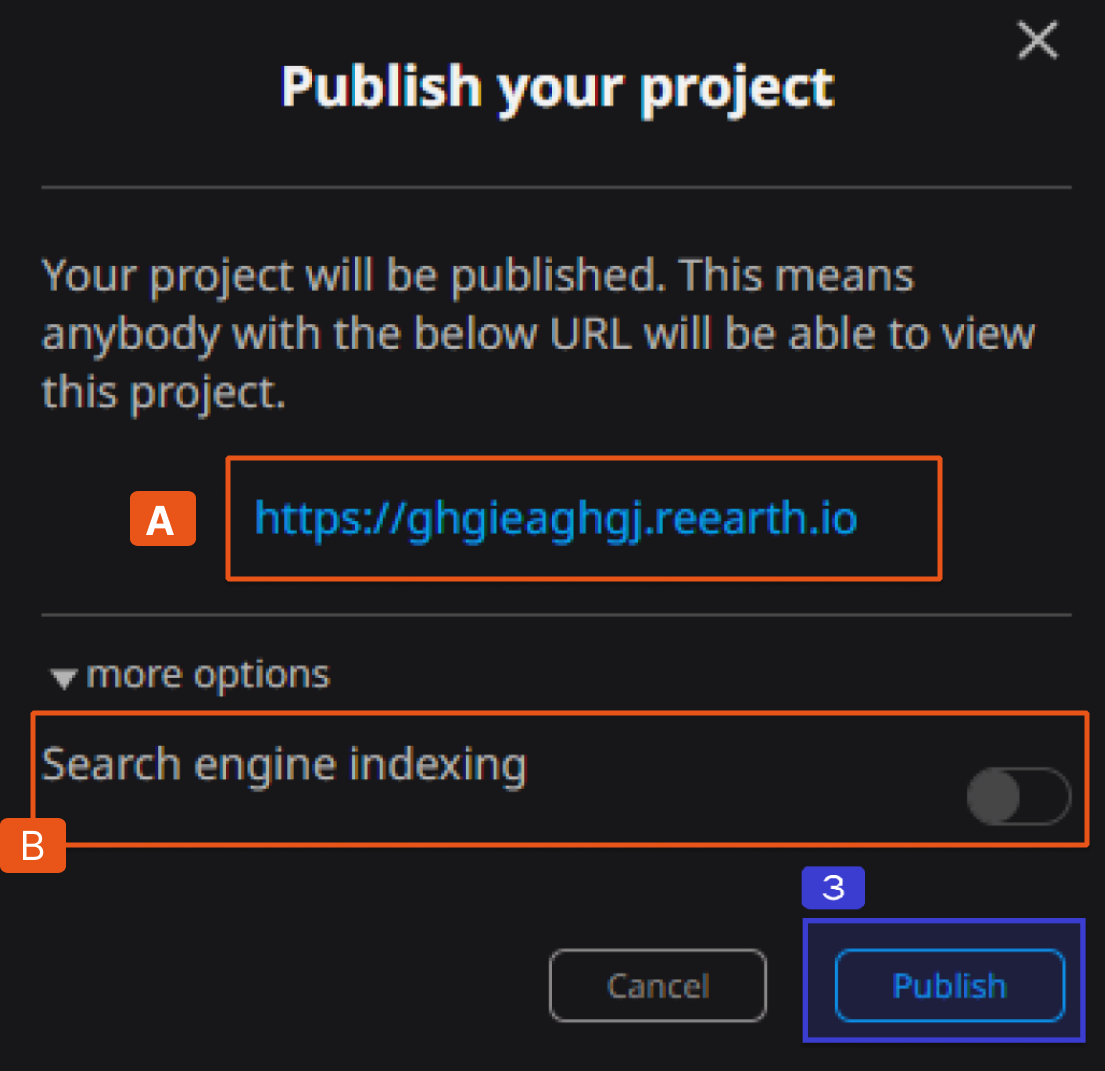 Publish your project
Your project will be published. This means
anybody with the below URL will be able to view
this project.
A
https://ghgieaghgj.reearth.io
more options
Search engine indexing
B
3
Cancel
Publish